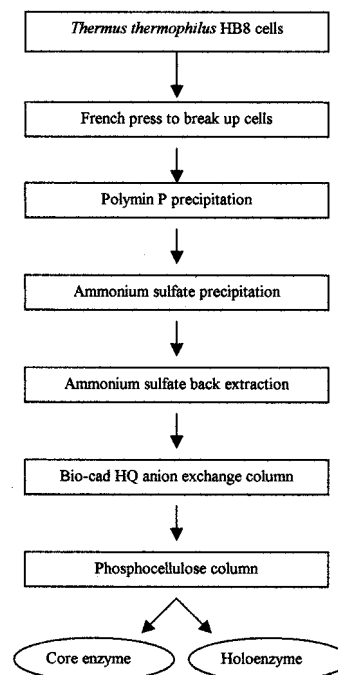 Thermus thermophilus HB8 cells
French press to break up cells
Polymin P precipitation
Ammonium sulfate precipitation
Ammonium sulfate back extraction
Bio-cad HQ anion exchange column
Phosphocellulose column
Core enzyme
Holoenzyme